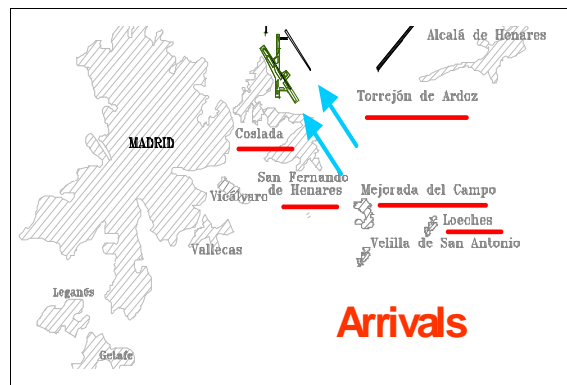 Alcalá de Henares
Torrejón de Ardoz
Coslada
MADRID
San Fernando
de Henares
Vicálvaro
Mejorada del Campo
Loeches
Vallecas
Velilla de San Antonio
Leganés
Arrivals
Getafe